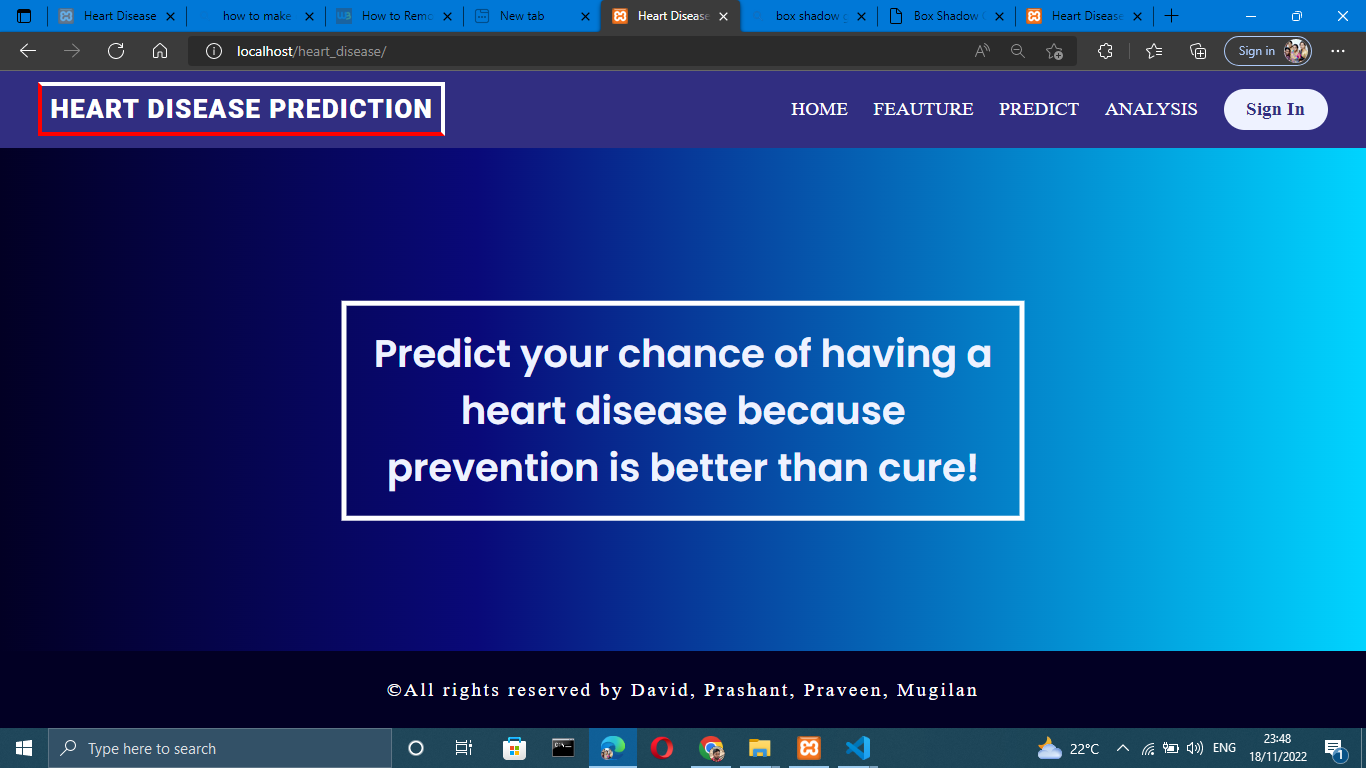 Heart Disease
how to make
How to Remo
New tab
Heart Disease
box shadow g
Box Shadow
Heart Disease
localhost/heart_disease/
Sign in
HEART DISEASE PREDICTION
HOME
FEAUTURE
PREDICT
ANALYSIS
Sign In
Predict your chance of having a
heart disease because
prevention is better than cure!
©All rights reserved by David, Prashant, Praveen, Mugilan
Type here to search
22°C
ENG
23:48
18/11/2022
1